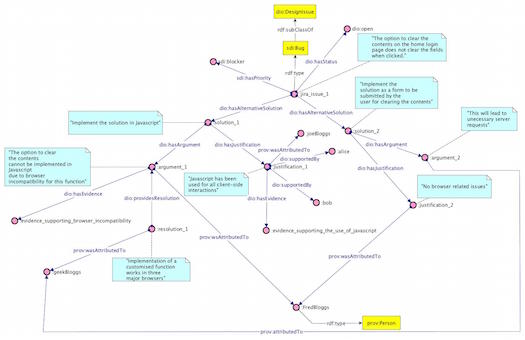 dio:DesignIssue
rdf:subClassOf
dio:open
sdi:Bug
dio:hasStatus
"The option to clear the
contents on the home login
page does not clear the fields
when clicked."
sdi:blocker
sdi:hasPriority
rdf:type
jira_issue_1
"Implement the
solution as a form to be
submitted by the
user for clearing the contents"
dio:hasAlternativeSolution
dio:hasAlternativeSolution
"Implement the solution in Javascript"
solution_1
solution_2
"This will lead to
unecessary server
requests"
joeBloggs
dio:hasArgument
dio:hasJustification
prov:wasAttributedTo
alice
dio:hasArgument
dio:hasJustification
argument_2
"The option to clear
the contents
cannot be implemented in
Javascript
due to browser
incompatibility for this function"
argument_1
dio:supportedBy
justification_1
"Javascript has been
used for all client-side
interactions"
dio:supportedBy
"No browser related issues"
dio:hasEvidence
dio:providesResolution
dio:hasEvidence
bob
justification_2
evidence_supporting_browser_incompatibility
resolution_1
evidence_supporting_the_use_of_javascript
prov:wasAttributedTo
prov:wasAttributedTo
prov:wasAttributedTo
geekBloggs
"Implementation of a
customised function
works in three
major browsers"
FredBloggs
rdf:type
prov:Person
prov:attributedTo